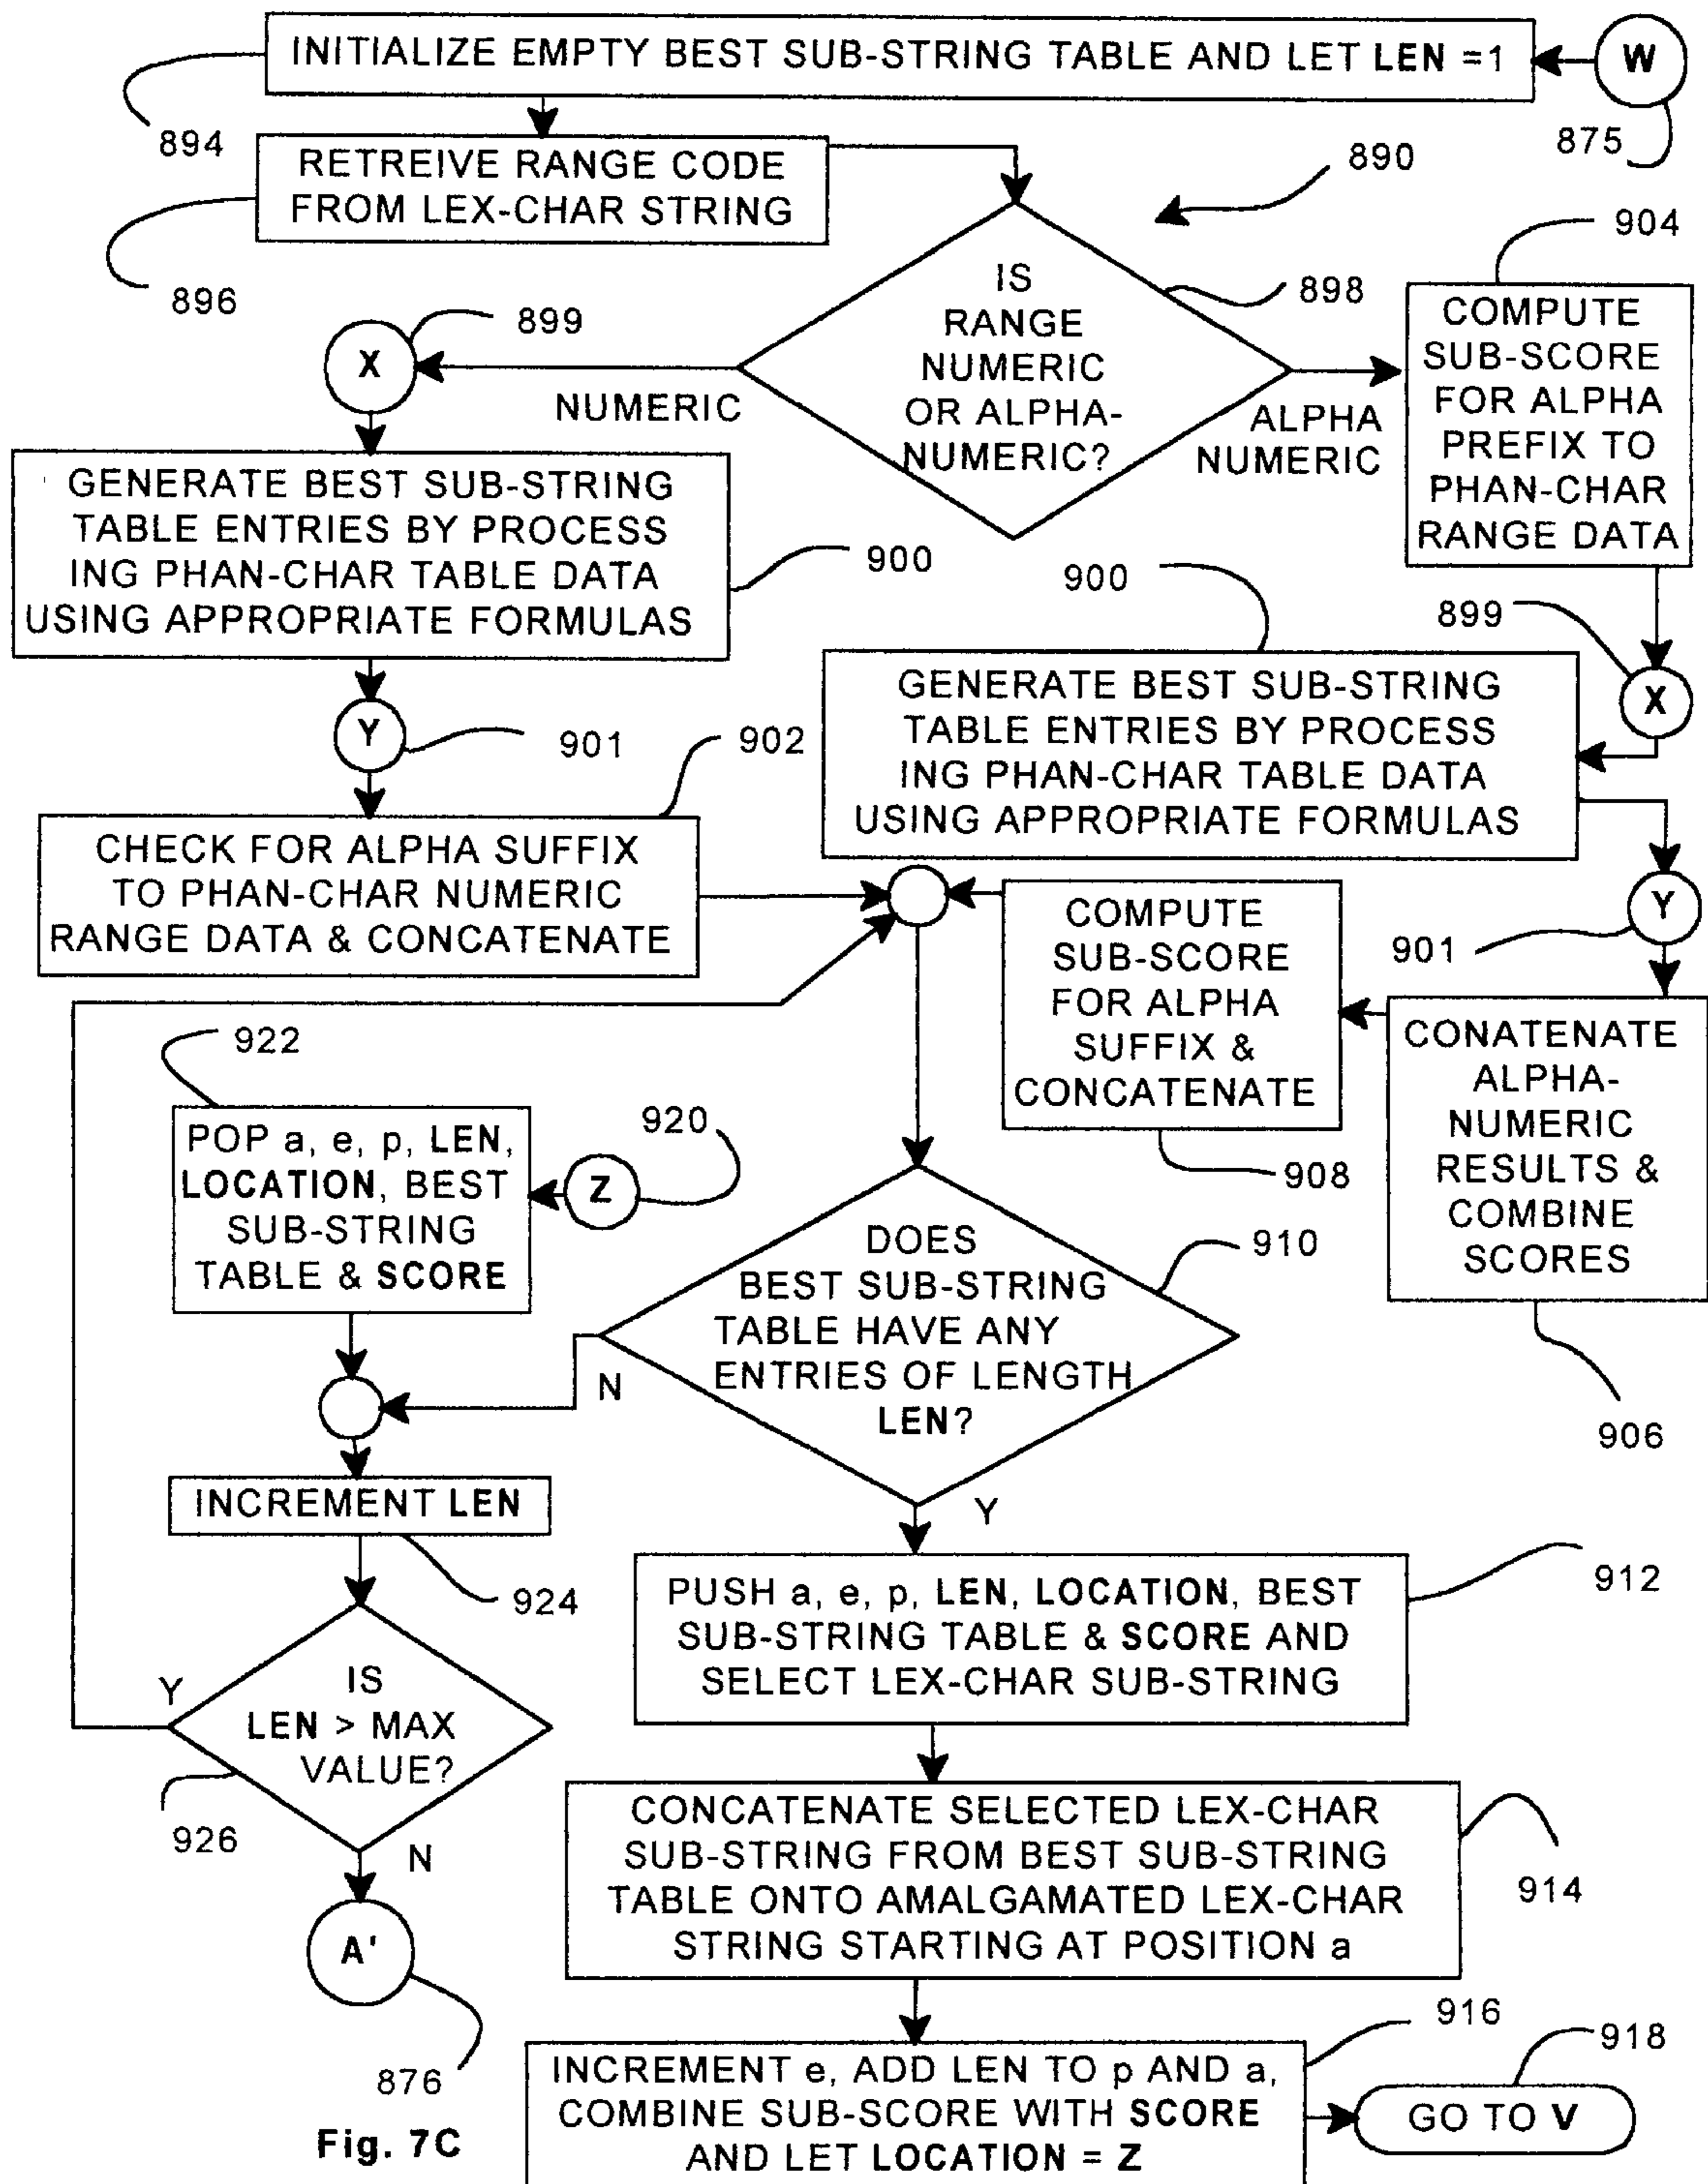 INITIALIZE EMPTY BEST SUB-STRING TABLE AND LET LEN =1
W
894
875
RETREIVE RANGE CODE
FROM LEX-CHAR STRING
890
896
904
IS
RANGE
NUMERIC
OR ALPHA-
NUMERIC?
898
899
X
NUMERIC
ALPHA
NUMERIC
COMPUTE
SUB-SCORE
FOR ALPHA
PREFIX TO
PHAN-CHAR
RANGE DATA
GENERATE BEST SUB-STRING
TABLE ENTRIES BY PROCESS
ING PHAN-CHAR TABLE DATA
USING APPROPRIATE FORMULAS
900
900
899
X
GENERATE BEST SUB-STRING
TABLE ENTRIES BY PROCESS
ING PHAN-CHAR TABLE DATA
USING APPROPRIATE FORMULAS
Y
901
902
CHECK FOR ALPHA SUFFIX
TO PHAN-CHAR NUMERIC
RANGE DATA & CONCATENATE
COMPUTE
SUB-SCORE
FOR ALPHA
SUFFIX &
CONCATENATE
Y
901
908
CONATENATE
ALPHA-
NUMERIC
RESULTS &
COMBINE
SCORES
906
922
POP a, e, p, LEN,
LOCATION, BEST
SUB-STRING
TABLE & SCORE
920
Z
DOES
BEST SUB-STRING
TABLE HAVE ANY
ENTRIES OF LENGTH
LEN?
910
N
Y
INCREMENT LEN
924
PUSH a, e, p, LEN, LOCATION, BEST
SUB-STRING TABLE & SCORE AND
SELECT LEX-CHAR SUB-STRING
912
Y
IS
LEN > MAX
VALUE?
926
N
CONCATENATE SELECTED LEX-CHAR
SUB-STRING FROM BEST SUB-STRING
TABLE ONTO AMALGAMATED LEX-CHAR
STRING STARTING AT POSITION a
914
A'
876
INCREMENT e, ADD LEN TO p AND a,
COMBINE SUB-SCORE WITH SCORE
AND LET LOCATION = Z
916
918
GO TO V
Fig. 7C